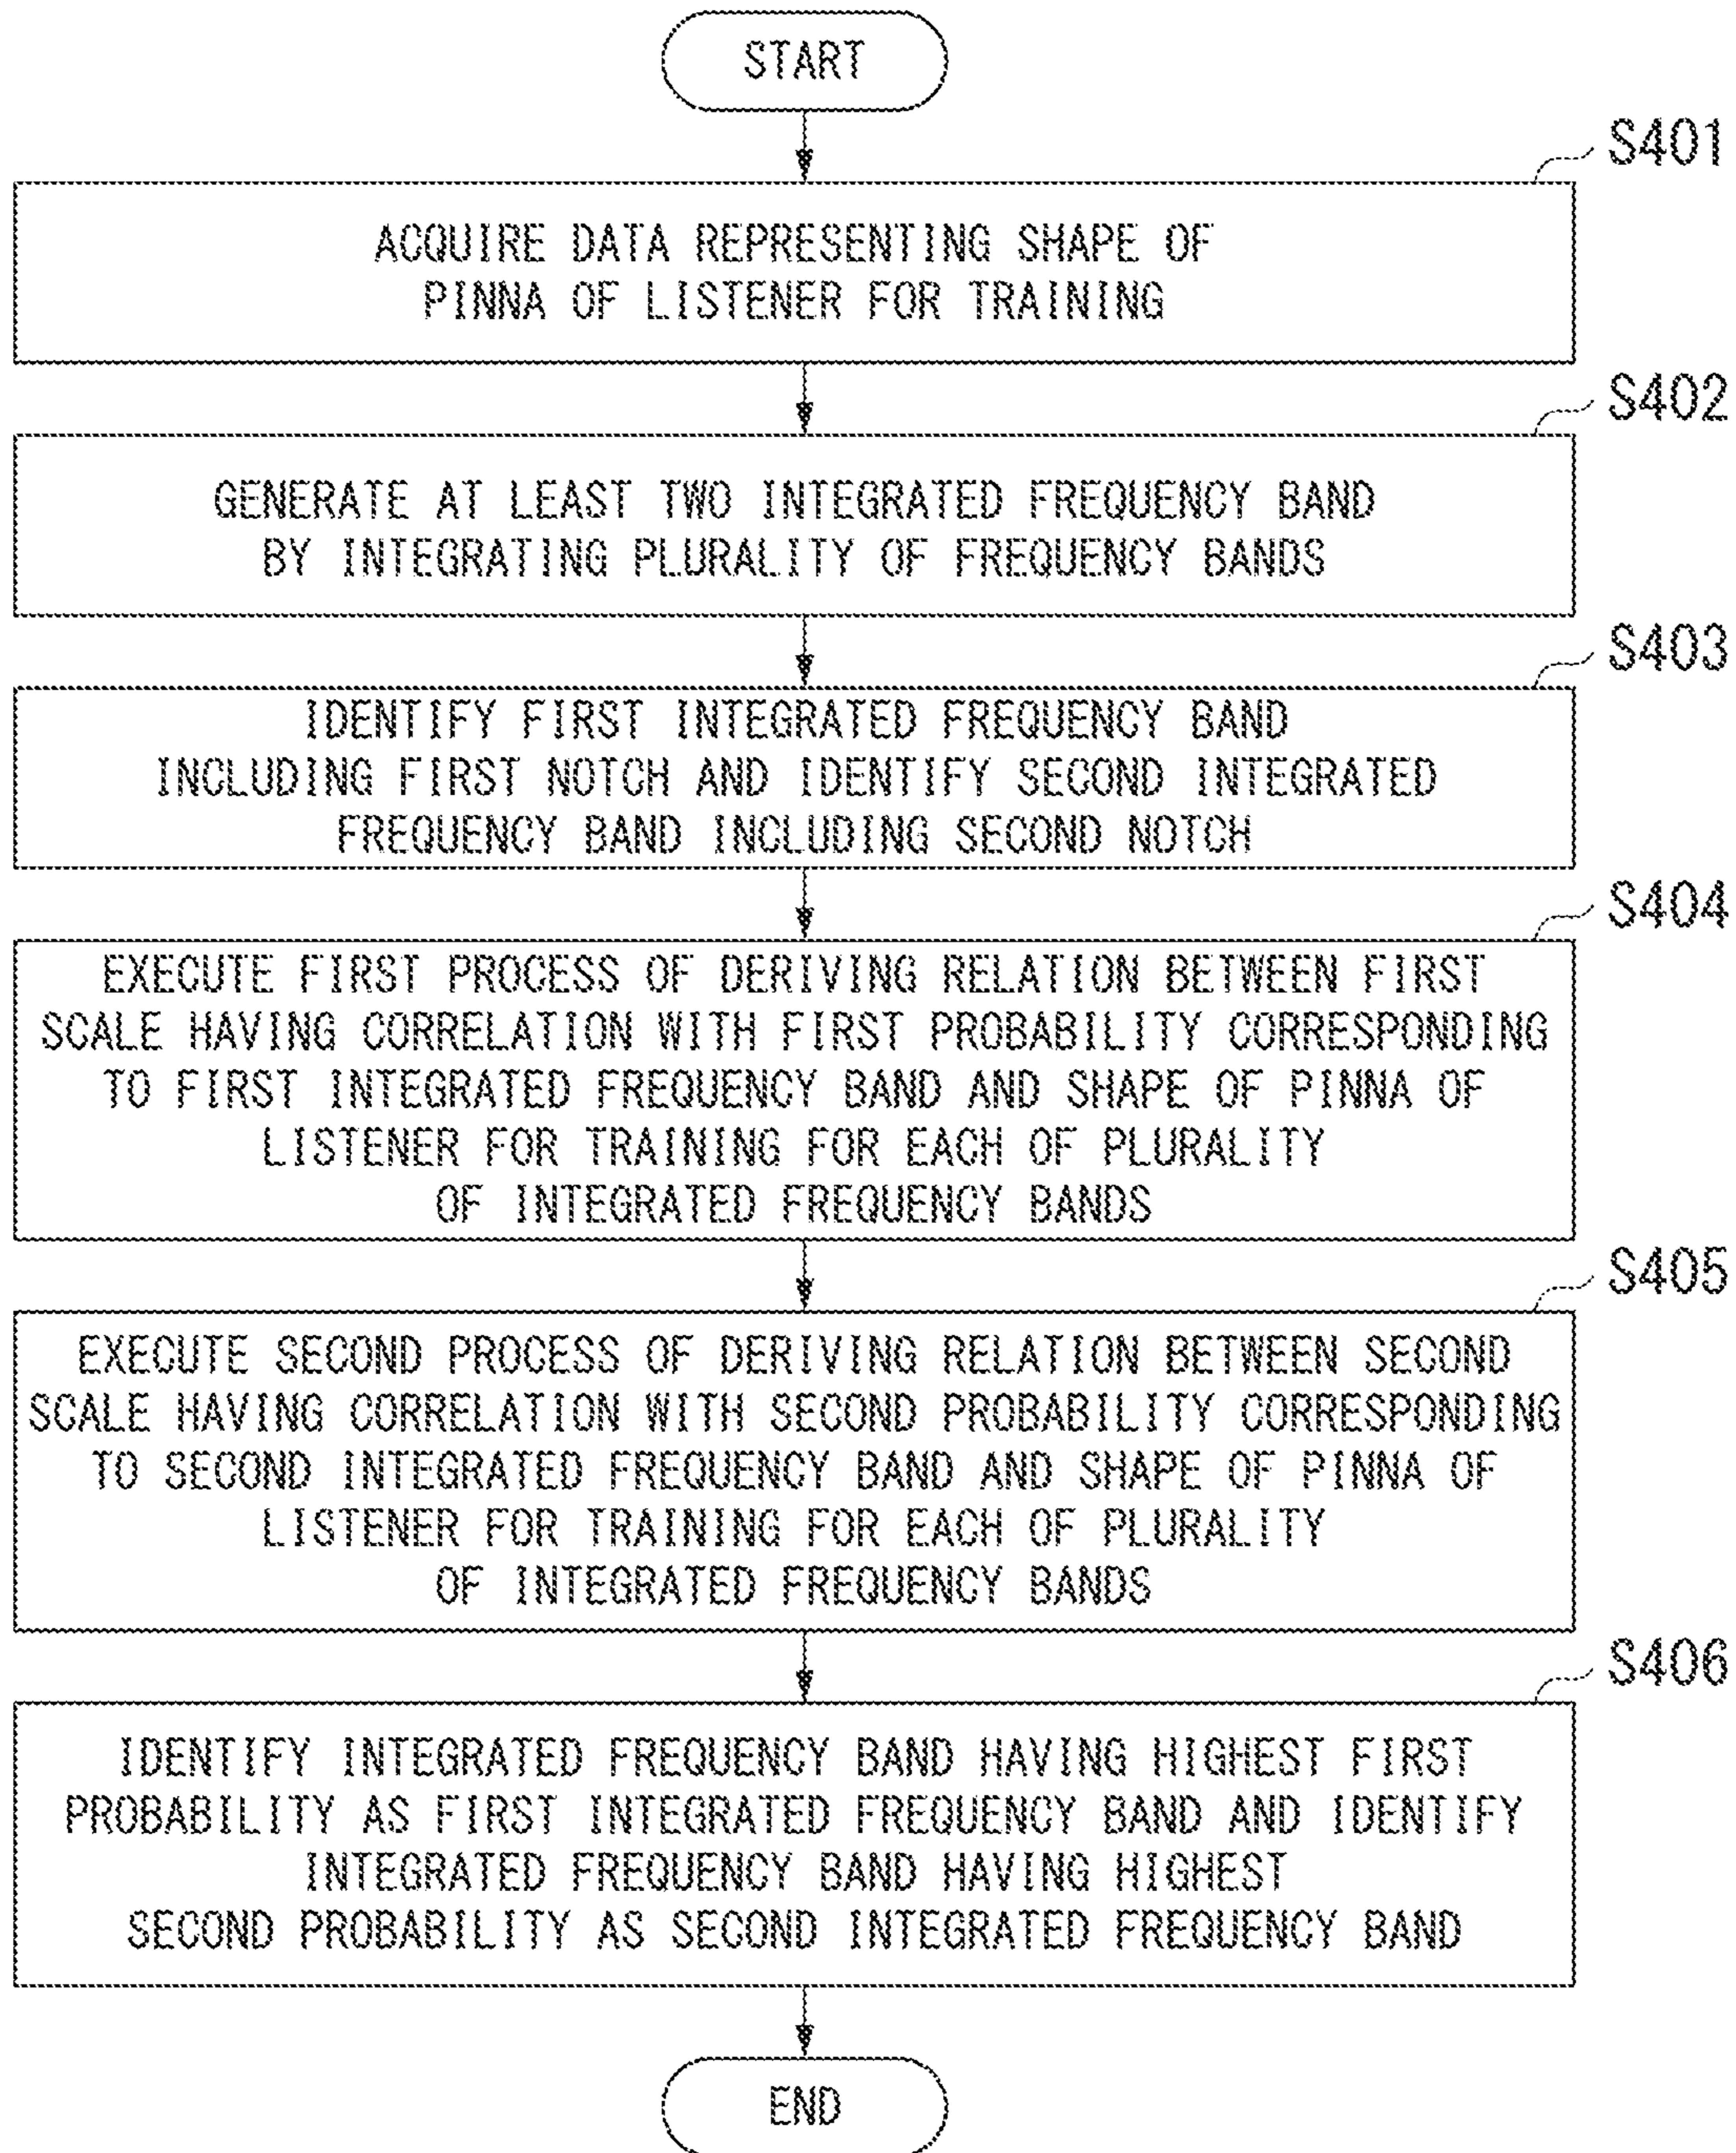 START
S401
ACQUIRE DATA REPRESENTING SHAPE OF
PINNA OF LISTENER FOR TRAINING
S402
GENERATE AT LEAST TWO INTEGRATED FREQUENCY BAND
BY INTEGRATING PLURALITY OF FREQUENCY BANDS
S403
IDENTIFY FIRST INTEGRATED FREQUENCY BAND
INCLUDING FIRST NOTCH AND IDENTIFY SECOND INTEGRATED
FREQUENCY BAND INCLUDING SECOND NOTCH
S404
EXECUTE FIRST PROCESS OF DERIVING RELATION BETWEEN FIRST
SCALE HAVING CORRELATION WITH FIRST PROBABILITY CORRESPONDING
TO FIRST INTEGRATED FREQUENCY BAND AND SHAPE OF PINNA OF
LISTENER FOR TRAINING FOR EACH OF PLURALITY
OF INTEGRATED FREQUENCY BANDS
S405
EXECUTE SECOND PROCESS OF DERIVING RELATION BETWEEN SECOND
SCALE HAVING CORRELATION WITH SECOND PROBABILITY CORRESPONDING
TO SECOND INTEGRATED FREQUENCY BAND AND SHAPE OF PINNA OF
LISTENER FOR TRAINING FOR EACH OF PLURALITY
OF INTEGRATED FREQUENCY BANDS
S406
IDENTIFY INTEGRATED FREQUENCY BAND HAVING HIGHEST FIRST
PROBABILITY AS FIRST INTEGRATED FREQUENCY BAND AND IDENTIFY
INTEGRATED FREQUENCY BAND HAVING HIGHEST
SECOND PROBABILITY AS SECOND INTEGRATED FREQUENCY BAND
END